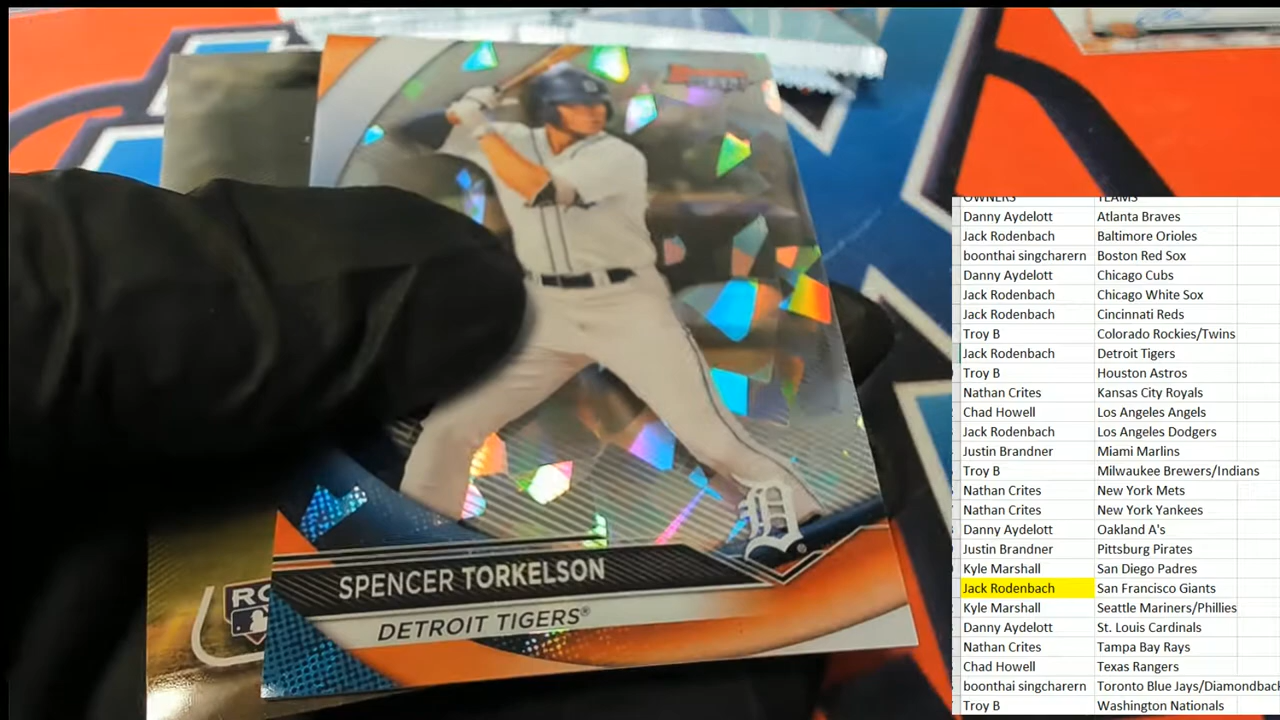 SPENCER TORKELSON
DETROIT TIGERS®
D
RO
OWNERS TEAMS
Danny Aydelott Atlanta Braves
Jack Rodenbach Baltimore Orioles
boonthai singcharern Boston Red Sox
Danny Aydelott Chicago Cubs
Jack Rodenbach Chicago White Sox
Jack Rodenbach Cincinnati Reds
Troy B Colorado Rockies/Twins
Jack Rodenbach Detroit Tigers
Troy B Houston Astros
Nathan Crites Kansas City Royals
Chad Howell Los Angeles Angels
Jack Rodenbach Los Angeles Dodgers
Justin Brandner Miami Marlins
Troy B Milwaukee Brewers/Indians
Nathan Crites New York Mets
Nathan Crites New York Yankees
Danny Aydelott Oakland A's
Justin Brandner Pittsburg Pirates
Kyle Marshall San Diego Padres
Jack Rodenbach San Francisco Giants
Kyle Marshall Seattle Mariners/Phillies
Danny Aydelott St. Louis Cardinals
Nathan Crites Tampa Bay Rays
Chad Howell Texas Rangers
boonthai singcharern Toronto Blue Jays/Diamondback
Troy B Washington Nationals